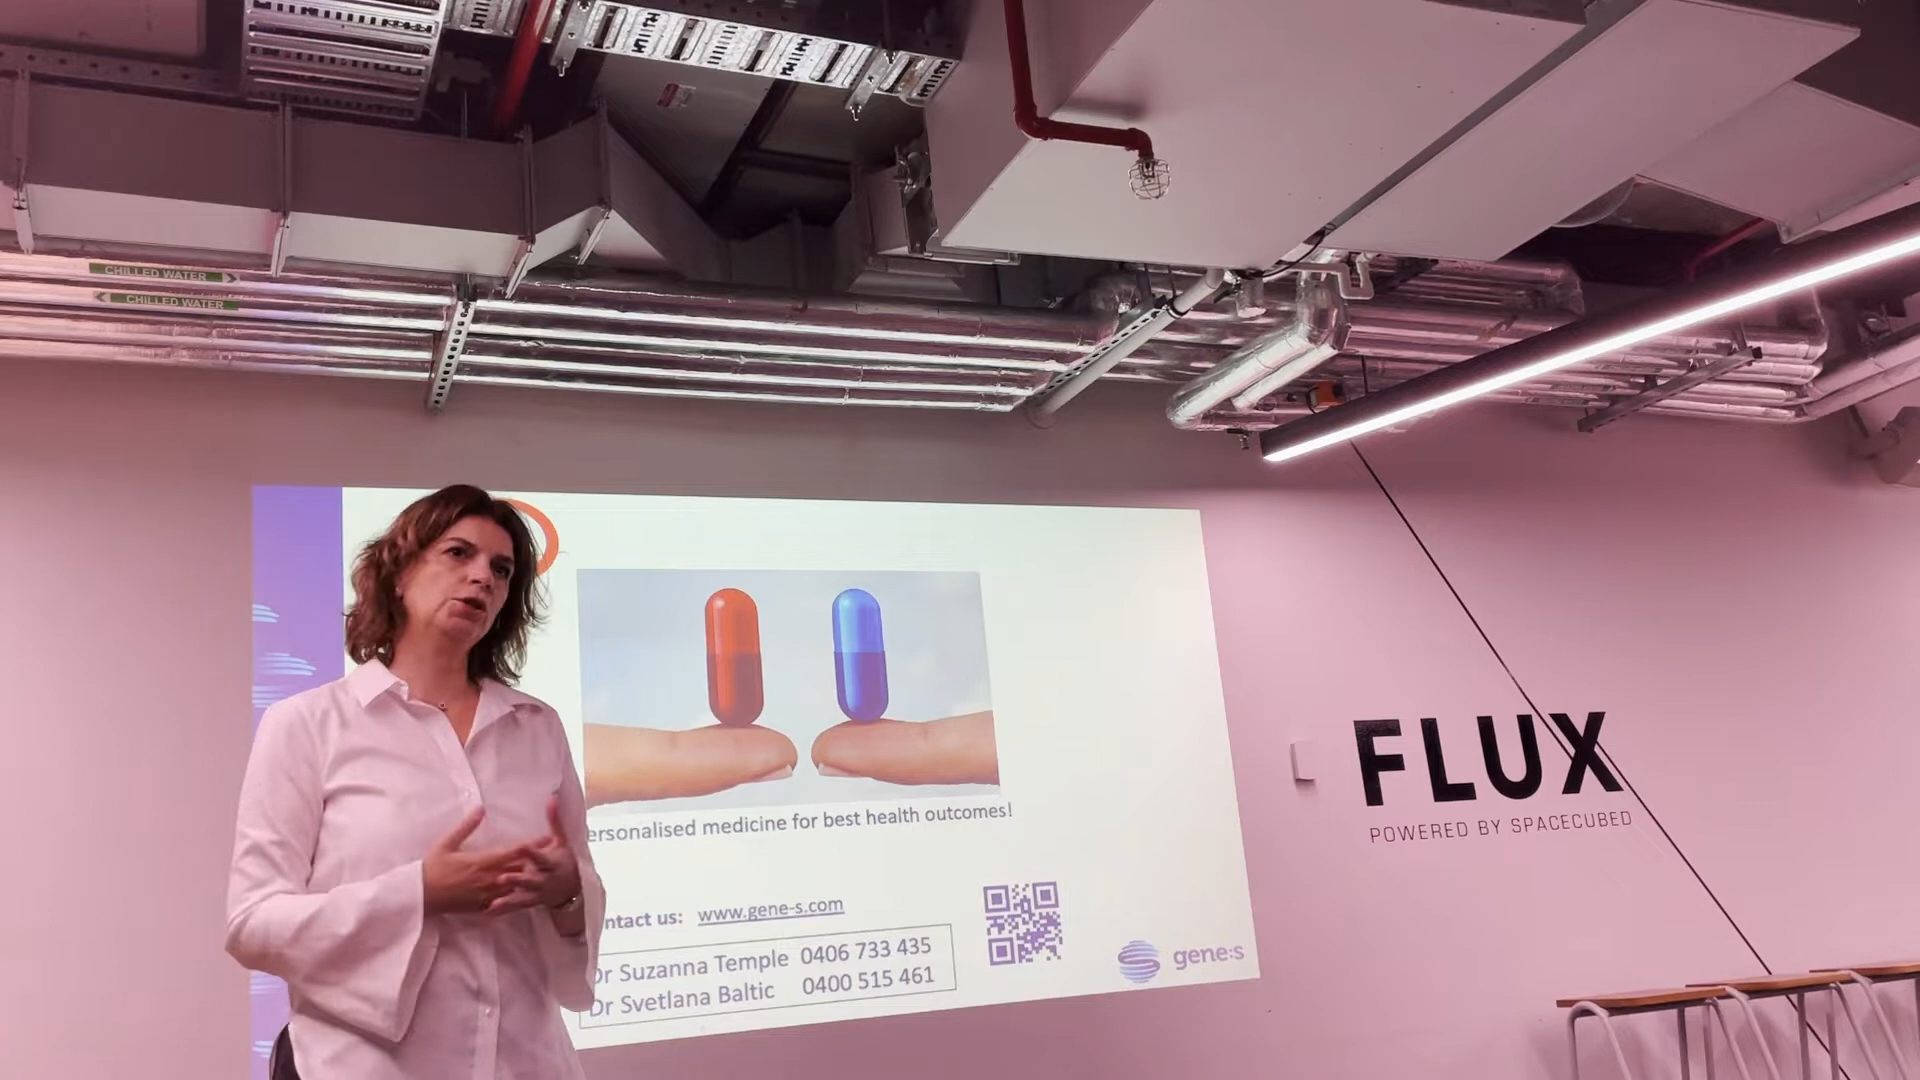 CHILLED WATER
CHILLED WATER
ersonalised medicine for best health outcomes!
ntact us: www.gene-s.com
Dr Suzanna Temple 0406 733 435
Dr Svetlana Baltic 0400 515 461
gene:s
FLUX
POWERED BY SPACECUBED